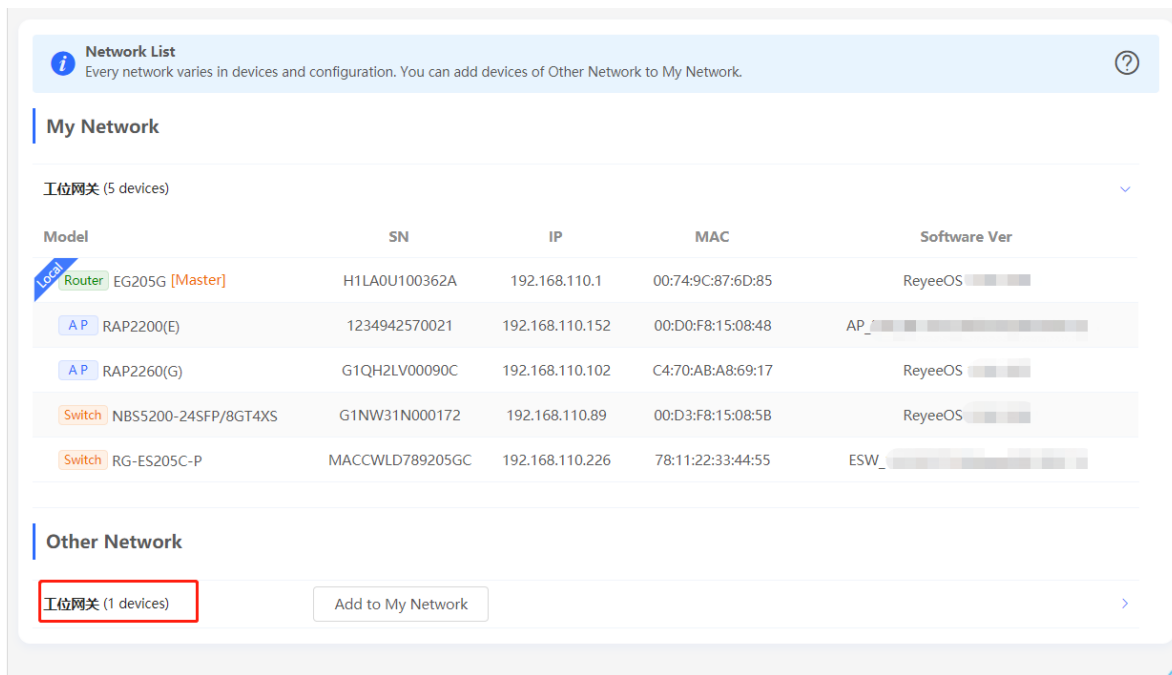 Network List
Every network varies in devices and configuration. You can add devices of Other Network to My Network.
My Network
工位网关 (5 devices)
Model SN IP MAC Software Ver
Local Router EG205G [Master] H1LA0U100362A 192.168.110.1 00:74:9C:87:6D:85 ReyeeOS
AP RAP2200(E) 1234942570021 192.168.110.152 00:D0:F8:15:08:48 AP_
AP RAP2260(G) G1QH2LV00090C 192.168.110.102 C4:70:AB:A8:69:17 ReyeeOS
Switch NBS5200-24SFP/8GT4XS G1NW31N000172 192.168.110.89 00:D3:F8:15:08:5B ReyeeOS
Switch RG-ES205C-P MACCWLD789205GC 192.168.110.226 78:11:22:33:44:55 ESW_
Other Network
工位网关 (1 devices) Add to My Network